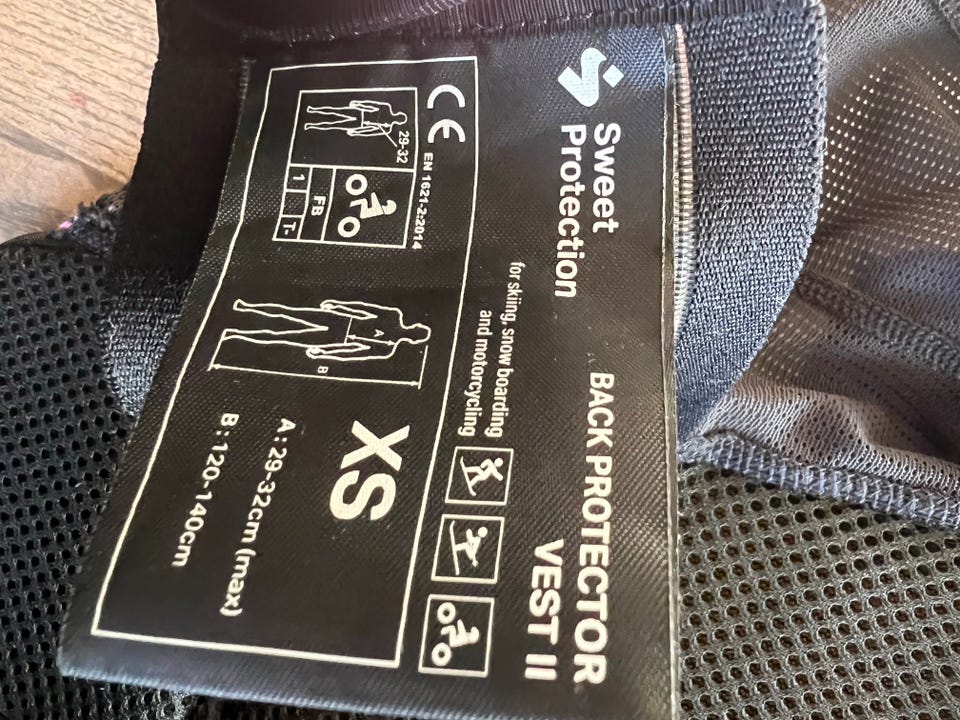 Sweet
Protection
BACK PROTECTOR
VEST II
for skiing, snow boarding
and motorcycling
CE
EN 1621-2:2014
29-32
FB
1
T-
A
B
XS
A : 29-32cm (max)
B : 120-140cm